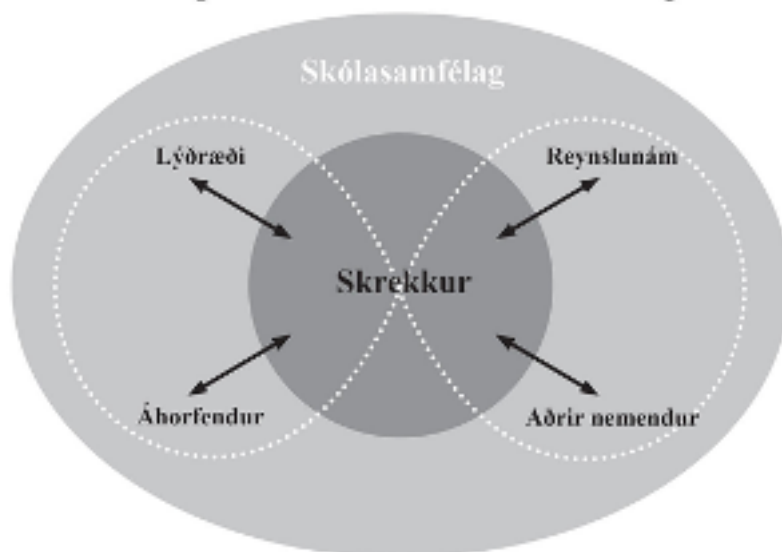 Skólasamfélag
Lýðræði
Reynslunám
Skrekkur
Áhorfendur
Aðrir nemendur